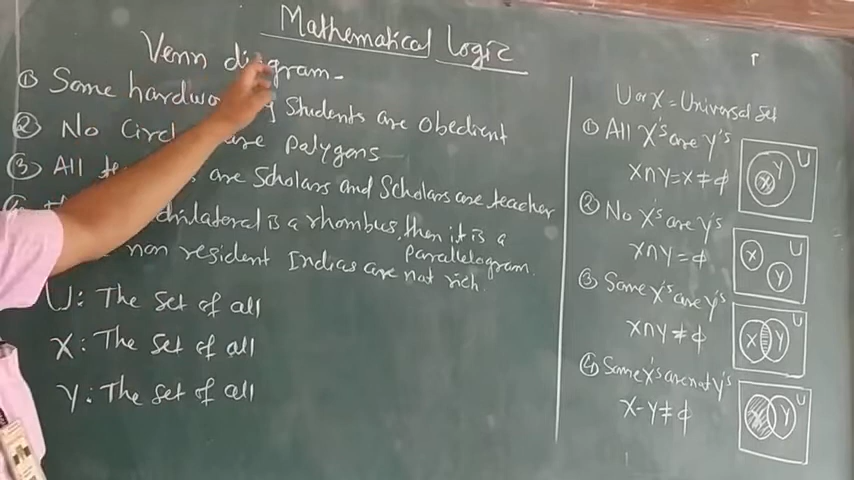 Mathematical Logic
Venn diagram-
① Some hardwo g Students are obedient
② No Circl are polygons
③ All te s are Scholars and Scholars are teacher
drilateral is a rhombus, then it is a
parallelogram.
non resident Indias are not rich.
U: The set of all
X: The set of all
Y: The set of all
U or X = Universal Set
① All X's are Y's
X∩Y = X ≠ ϕ
X Y U
② No X's are Y's
X∩Y = ϕ
X Y U
③ Some X's are Y's
X∩Y ≠ ϕ
X Y U
④ Some X's are not Y's
X-Y ≠ ϕ
X Y U